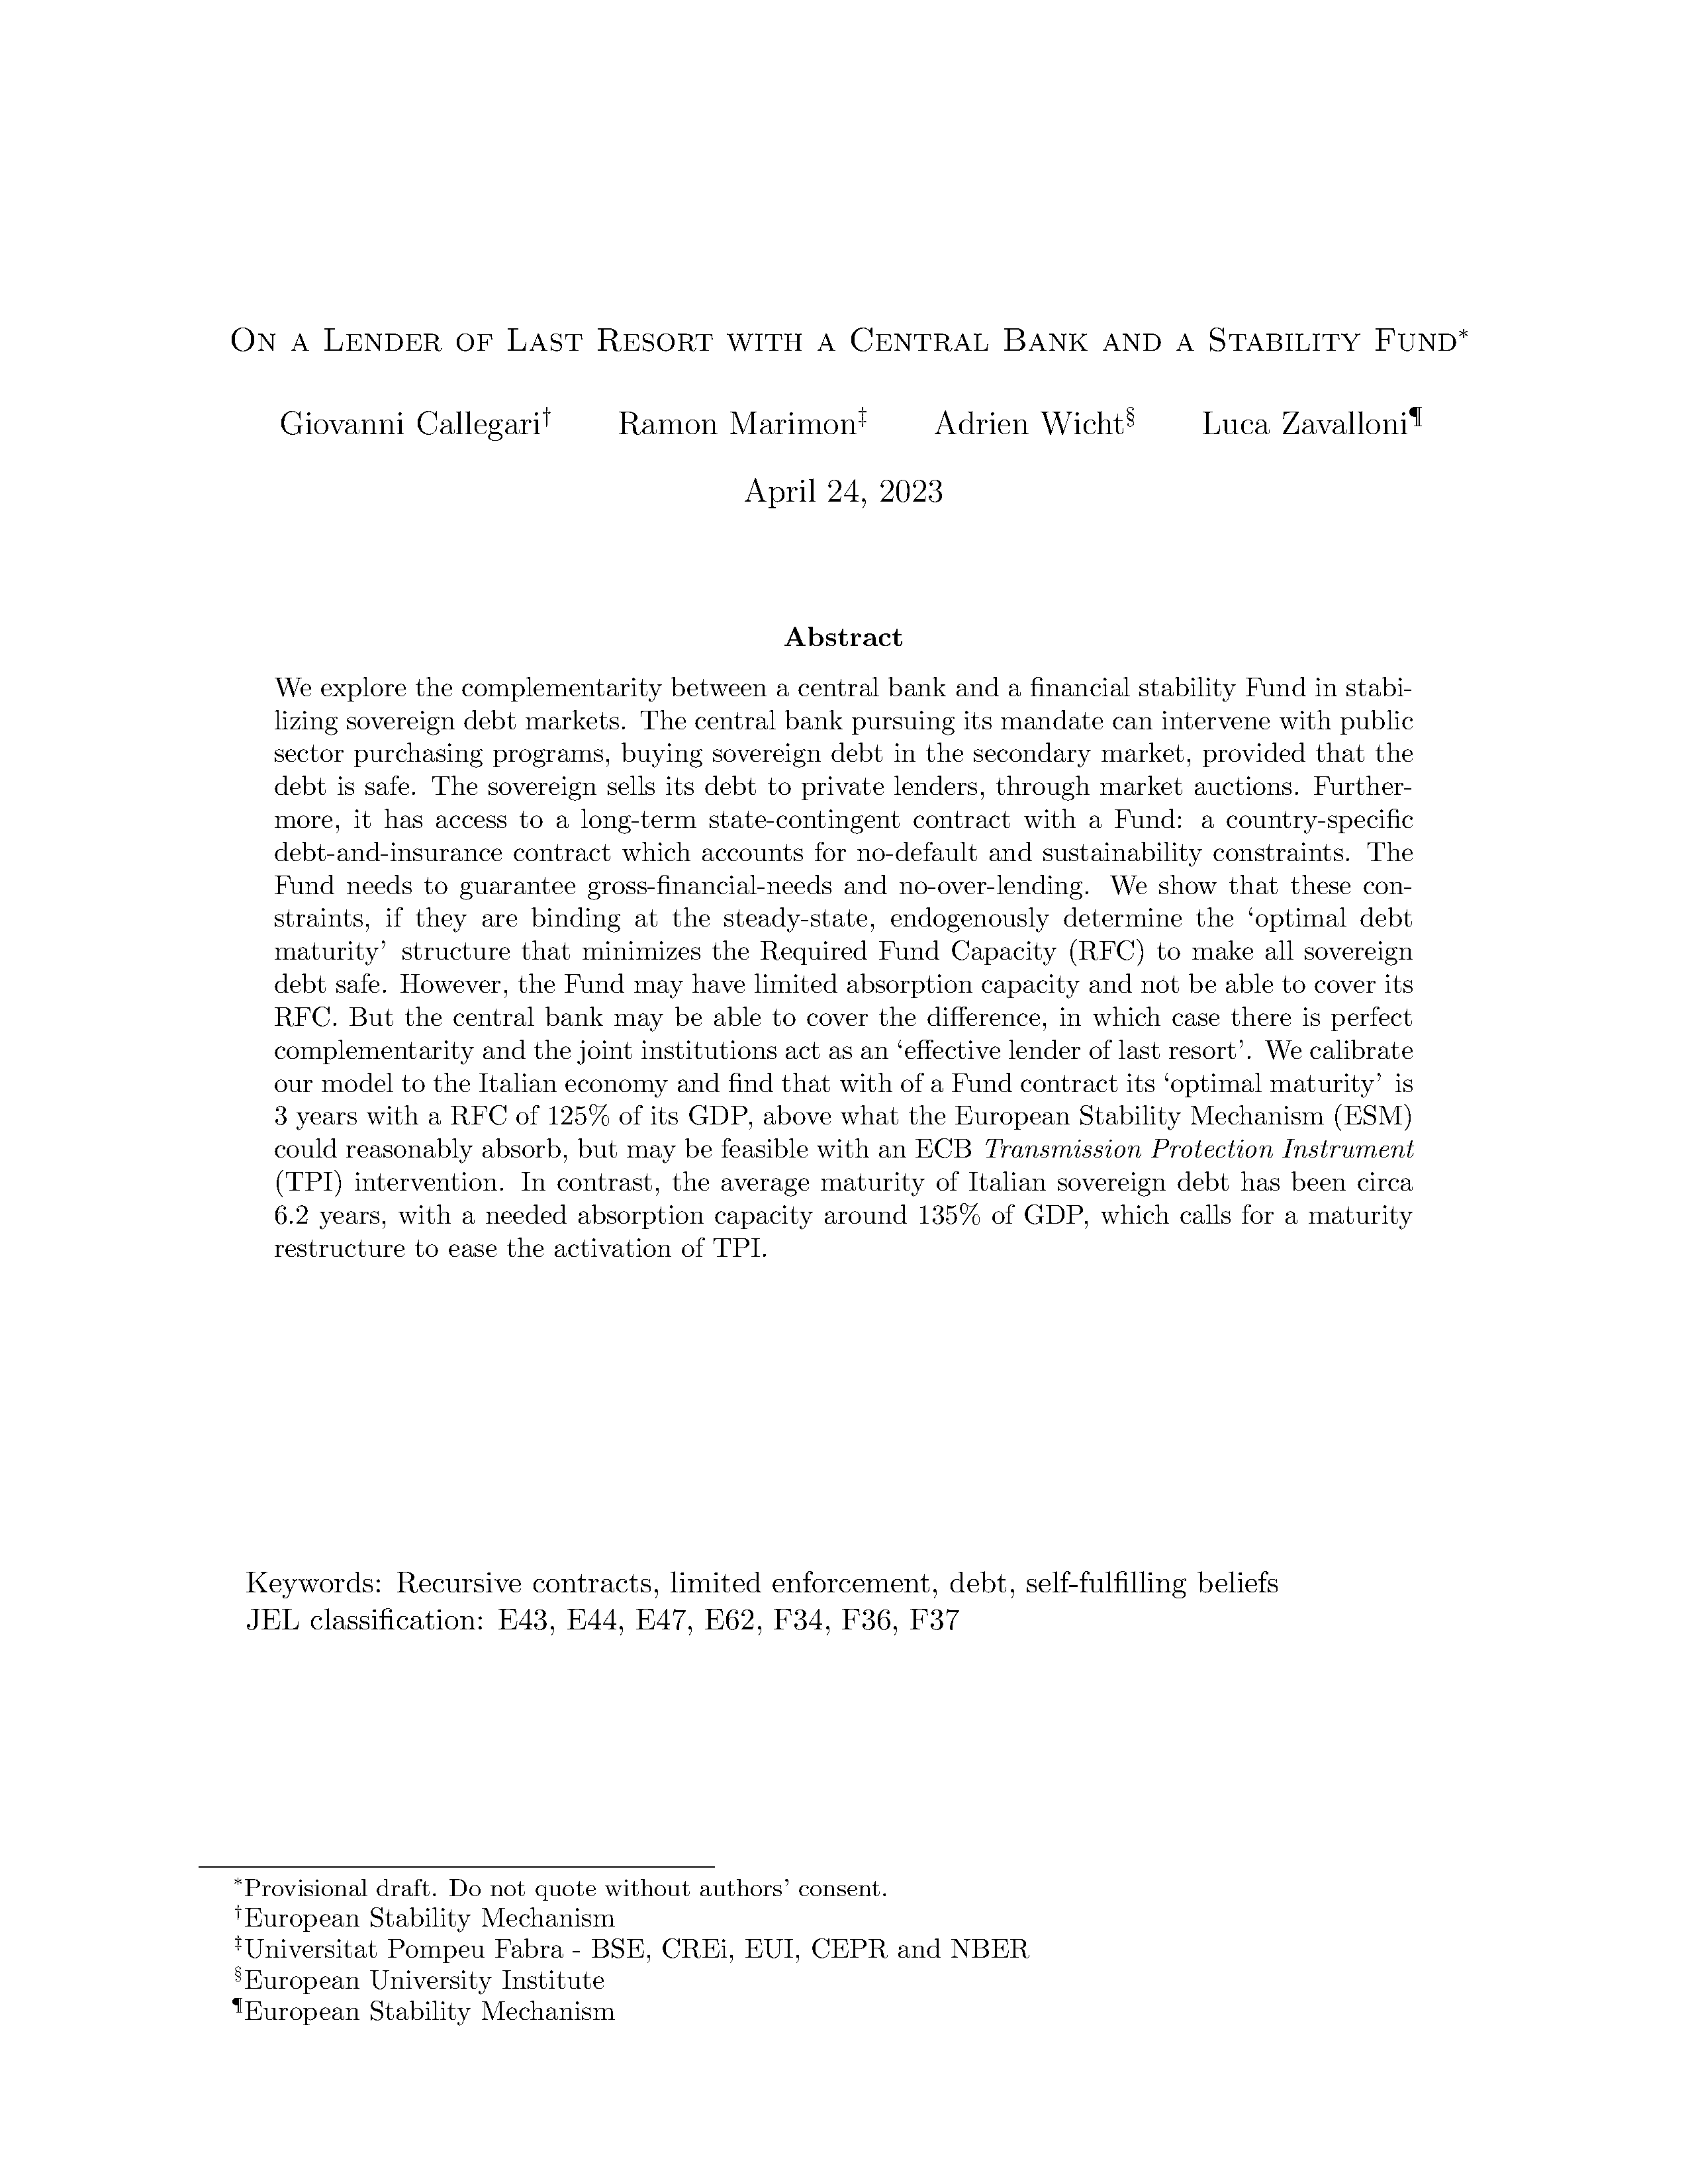 On a Lender of Last Resort with a Central Bank and a Stability Fund*
Giovanni Callegari† Ramon Marimon‡ Adrien Wicht§ Luca Zavalloni¶
April 24, 2023
Abstract
We explore the complementarity between a central bank and a financial stability Fund in stabi-
lizing sovereign debt markets. The central bank pursuing its mandate can intervene with public
sector purchasing programs, buying sovereign debt in the secondary market, provided that the
debt is safe. The sovereign sells its debt to private lenders, through market auctions. Further-
more, it has access to a long-term state-contingent contract with a Fund: a country-specific
debt-and-insurance contract which accounts for no-default and sustainability constraints. The
Fund needs to guarantee gross-financial-needs and no-over-lending. We show that these con-
straints, if they are binding at the steady-state, endogenously determine the ‘optimal debt
maturity’ structure that minimizes the Required Fund Capacity (RFC) to make all sovereign
debt safe. However, the Fund may have limited absorption capacity and not be able to cover its
RFC. But the central bank may be able to cover the difference, in which case there is perfect
complementarity and the joint institutions act as an ‘effective lender of last resort’. We calibrate
our model to the Italian economy and find that with of a Fund contract its ‘optimal maturity’ is
3 years with a RFC of 125% of its GDP, above what the European Stability Mechanism (ESM)
could reasonably absorb, but may be feasible with an ECB Transmission Protection Instrument
(TPI) intervention. In contrast, the average maturity of Italian sovereign debt has been circa
6.2 years, with a needed absorption capacity around 135% of GDP, which calls for a maturity
restructure to ease the activation of TPI.
Keywords: Recursive contracts, limited enforcement, debt, self-fulfilling beliefs
JEL classification: E43, E44, E47, E62, F34, F36, F37
*Provisional draft. Do not quote without authors’ consent.
†European Stability Mechanism
‡Universitat Pompeu Fabra - BSE, CREi, EUI, CEPR and NBER
§European University Institute
¶European Stability Mechanism